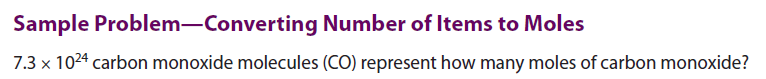 Sample Problem—Converting Number of Items to Moles
7.3 × 10²⁴ carbon monoxide molecules (CO) represent how many moles of carbon monoxide?